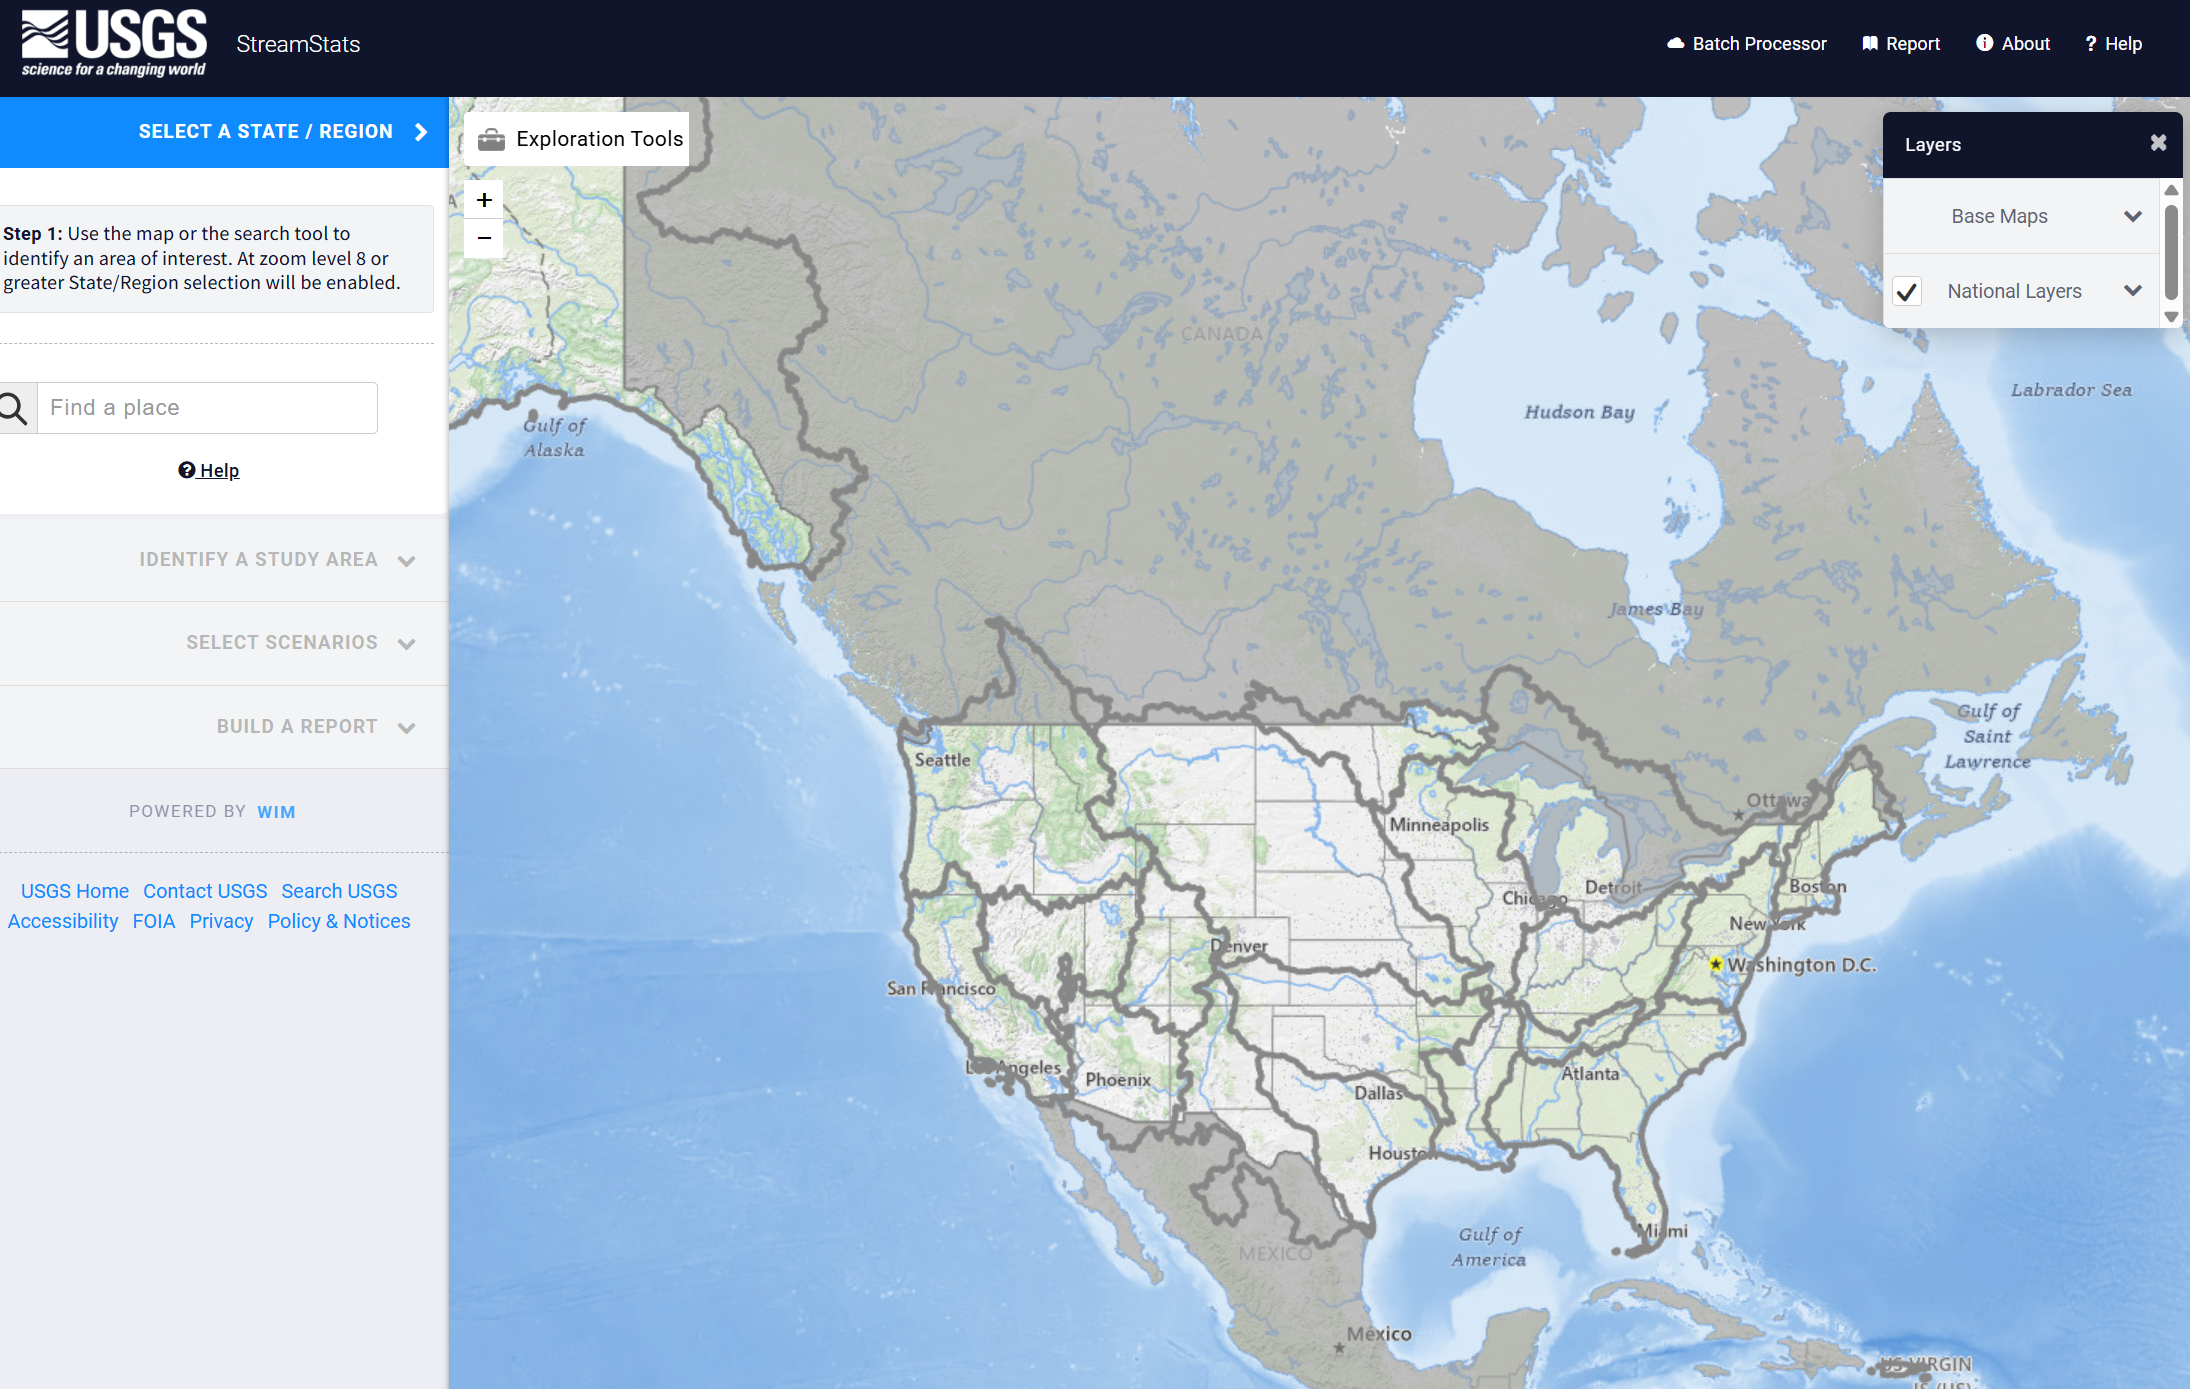 USGS
science for a changing world
StreamStats
Batch Processor
Report
About
? Help
SELECT A STATE / REGION
Step 1: Use the map or the search tool to
identify an area of interest. At zoom level 8 or
greater State/Region selection will be enabled.
Find a place
Help
IDENTIFY A STUDY AREA
SELECT SCENARIOS
BUILD A REPORT
POWERED BY WIM
USGS Home Contact USGS Search USGS
Accessibility FOIA Privacy Policy & Notices
Exploration Tools
+
−
Layers
Base Maps
National Layers
CANADA
Labrador Sea
Hudson Bay
Gulf of
Alaska
James Bay
Gulf of
Saint
Lawrence
Seattle
Ottawa
Minneapolis
Chicago
Detroit
Boston
New York
Denver
Washington D.C.
San Francisco
Los Angeles
Phoenix
Atlanta
Dallas
Houston
Miami
Gulf of
America
MEXICO
México
US VIRGIN
IS (US)